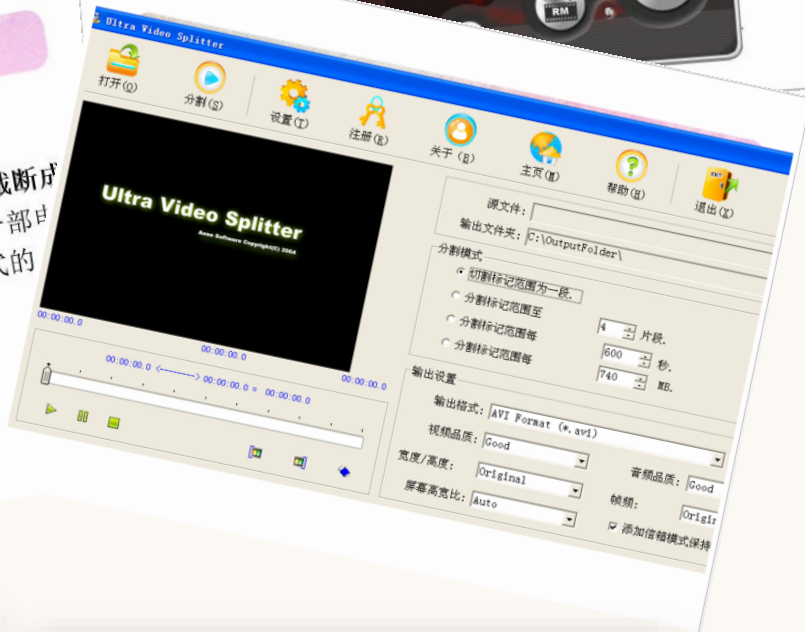 RM
Ultra Video Splitter
打开(O)
分割(S)
设置(T)
注册(R)
关于(B)
主页(M)
帮助(H)
退出(X)
Ultra Video Splitter
Aone Software Copyright(C) 2004
源文件:
输出文件夹: C:\OutputFolder\
分割模式
切割标记范围为一段.
分割标记范围至 4 片段.
分割标记范围每 600 秒.
分割标记范围每 740 MB.
00:00:00.0 00:00:00.0 00:00:00.0
00:00:00.0 <--------> 00:00:00.0 = 00:00:00.0
输出设置
输出格式: AVI Format (*.avi)
视频品质: Good 音频品质: Good
宽度/高度: Original 帧频:
屏幕高宽比: Auto 添加信箱模式保持
断成
一部
式的